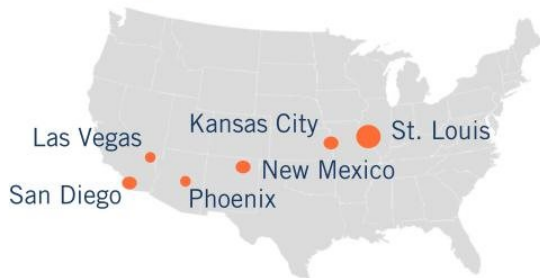 Kansas City
St. Louis
Las Vegas
New Mexico
San Diego
Phoenix